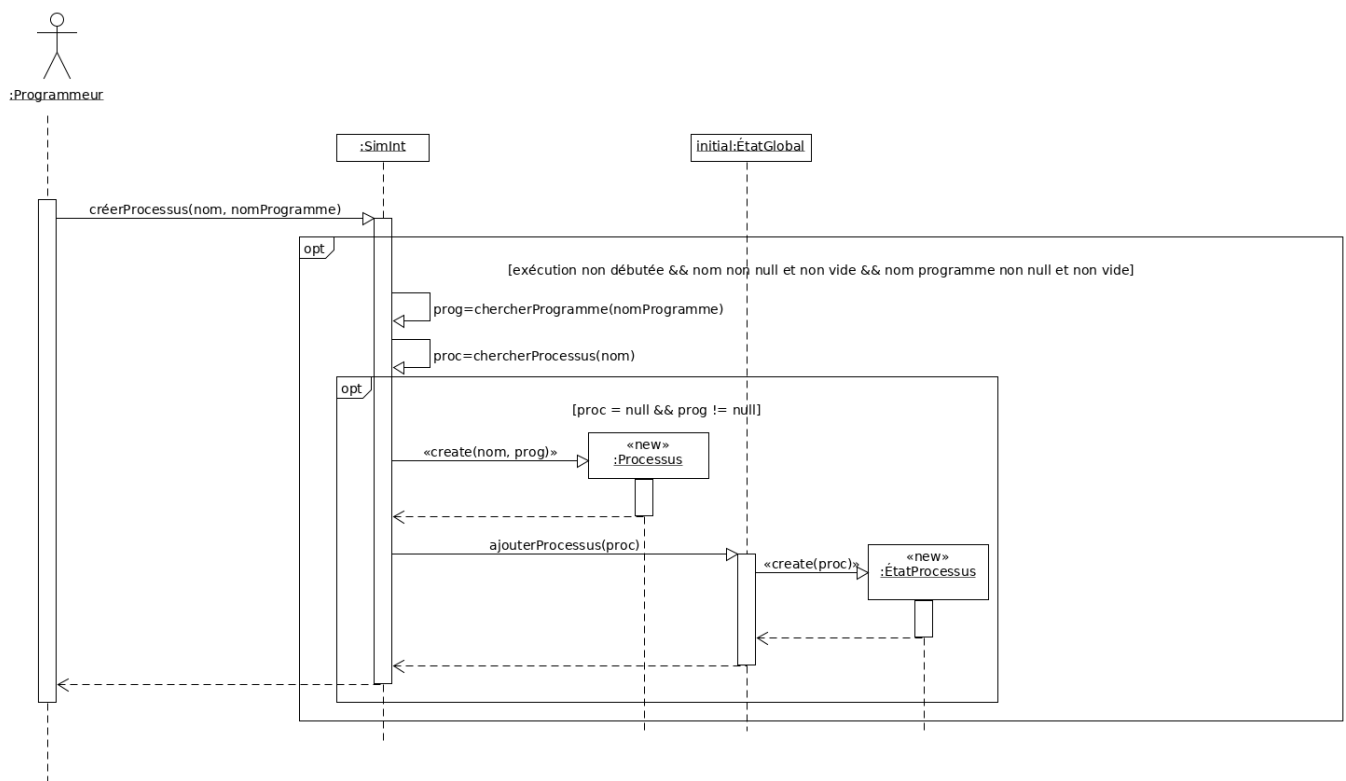 :Programmeur
:SimInt
initial:ÉtatGlobal
créerProcessus(nom, nomProgramme)
opt
[exécution non débutée && nom non null et non vide && nom programme non null et non vide]
prog=chercherProgramme(nomProgramme)
proc=chercherProcessus(nom)
opt
[proc = null && prog != null]
«create(nom, prog)»
«new»
:Processus
ajouterProcessus(proc)
«create(proc)»
«new»
:ÉtatProcessus